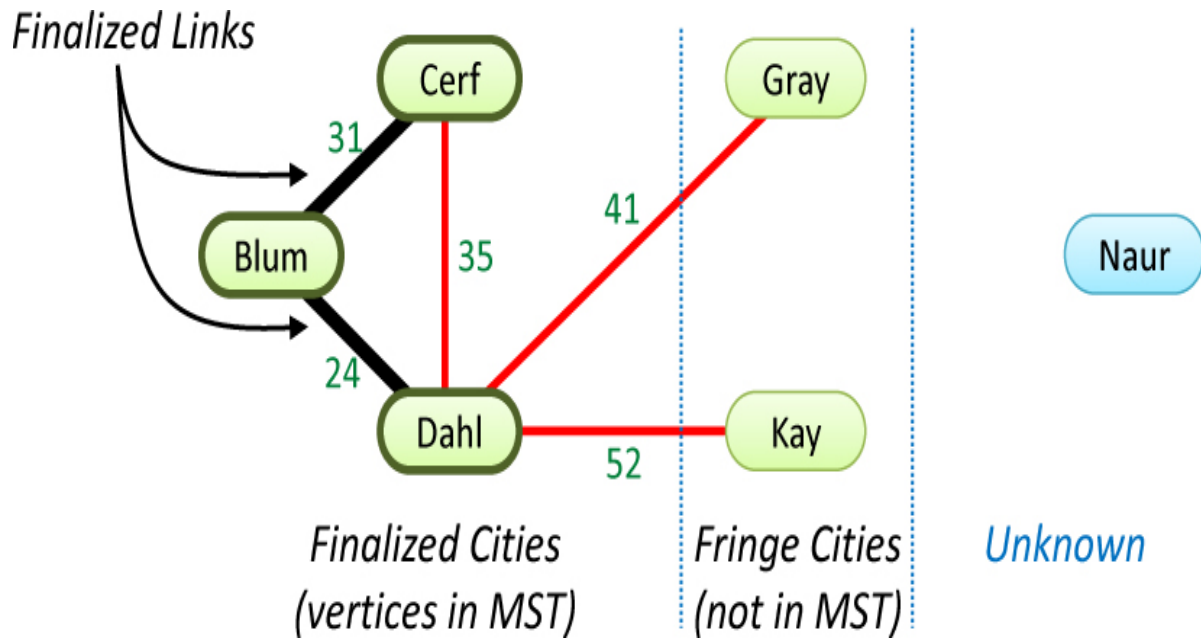 Finalized Links
Cerf
Gray
31
41
Blum
35
Naur
24
Dahl
Kay
52
Finalized Cities
(vertices in MST)
Fringe Cities
(not in MST)
Unknown